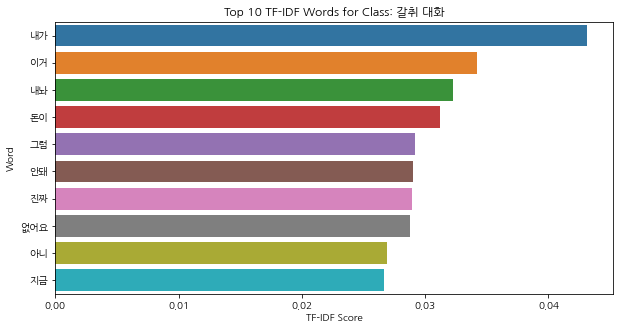 Top 10 TF-IDF Words for Class: 갈취 대화
Word
내가
이거
내놔
돈이
그럼
안돼
진짜
없어요
아니
지금
0.00 0.01 0.02 0.03 0.04
TF-IDF Score